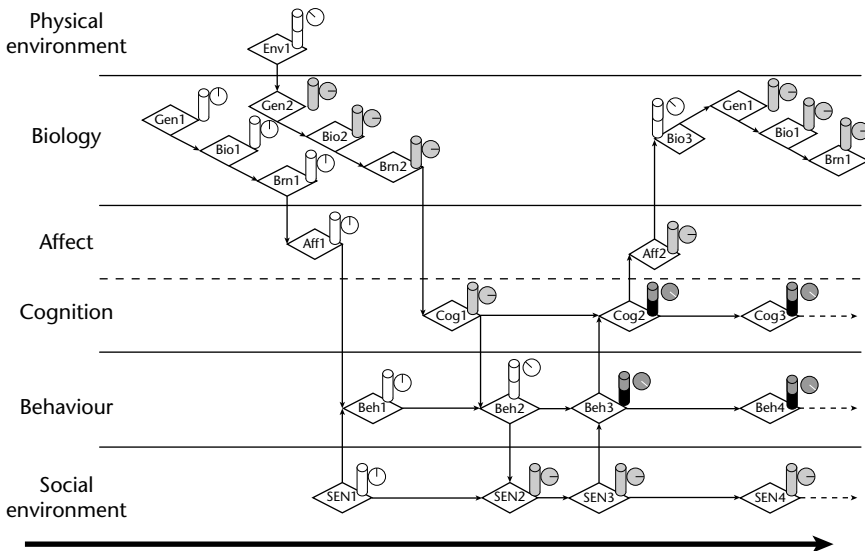 Physical
environment
Env1
Biology
Gen1
Bio1
Brn1
Gen2
Bio2
Brn2
Bio3
Gen1
Bio1
Brn1
Affect
Aff1
Aff2
Cognition
Cog1
Cog2
Cog3
Behaviour
Beh1
Beh2
Beh3
Beh4
Social
environment
SEN1
SEN2
SEN3
SEN4